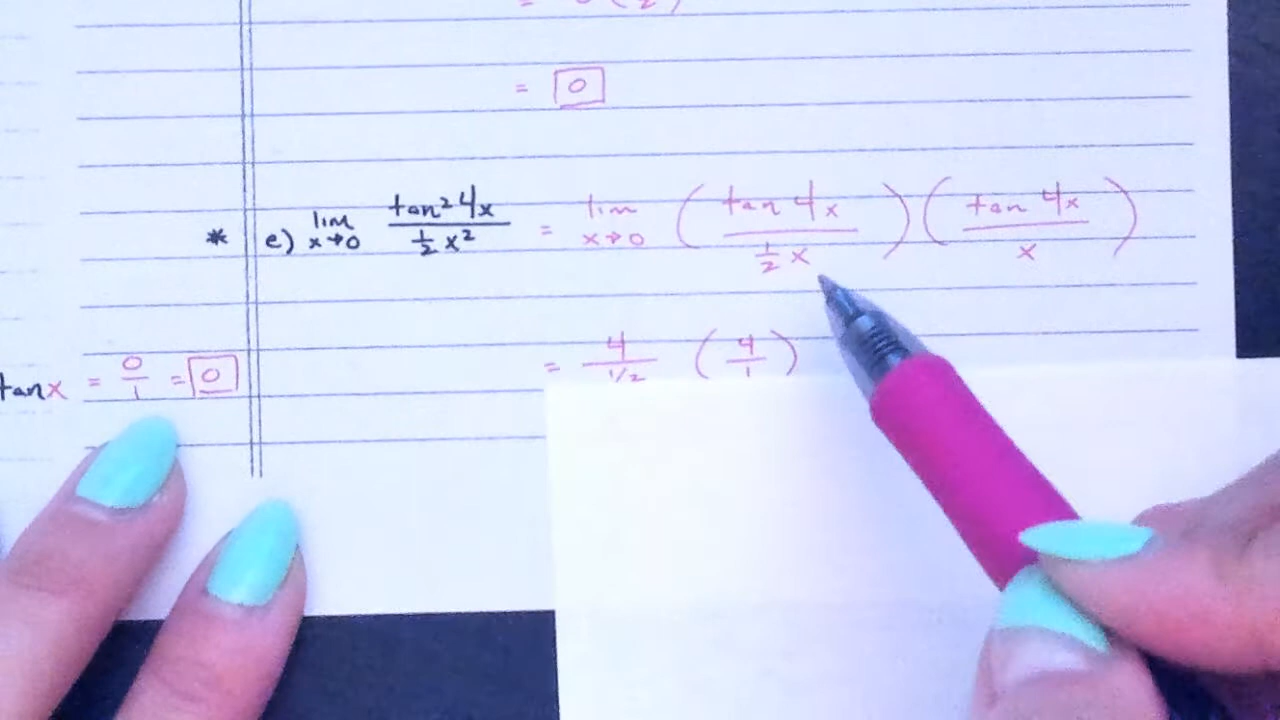 = 0
* e) lim x→0 tan²4x / ½x² = lim x→0 (tan 4x / ½x)(tan 4x / x)
tanx = 0/1 = 0
= 4/1/2 (4/1)